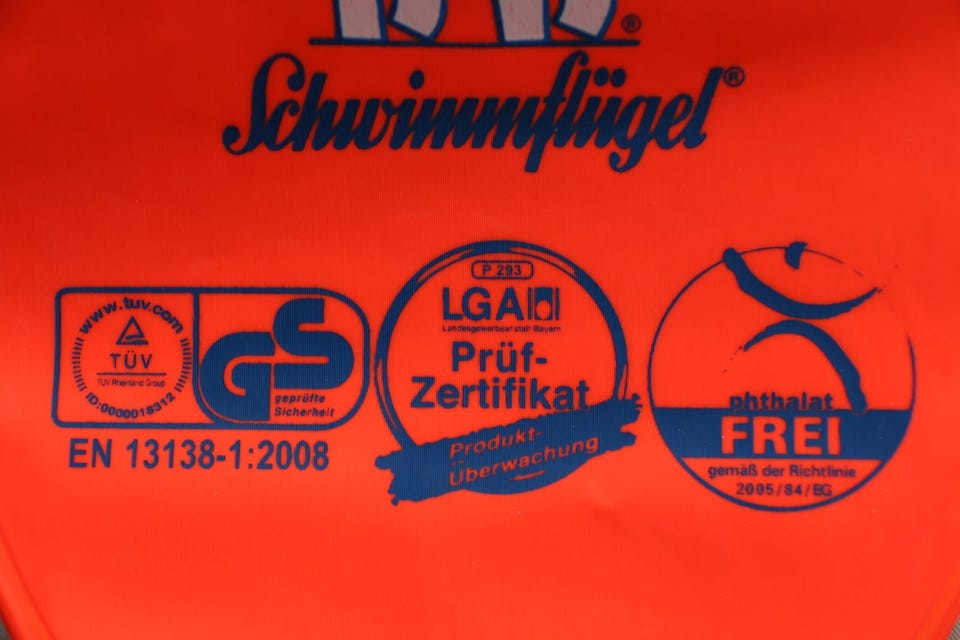 ®
Schwimmflügel®
www.tuv.com
TÜV
TUV Rheinland Group
ID:0000018312
GS
geprüfte
Sicherheit
EN 13138-1:2008
P 293
LGA
Landesgewerbeanstalt Bayern
Prüf-
Zertifikat
Produkt-
Überwachung
phthalat
FREI
gemäß der Richtlinie
2005/84/EG